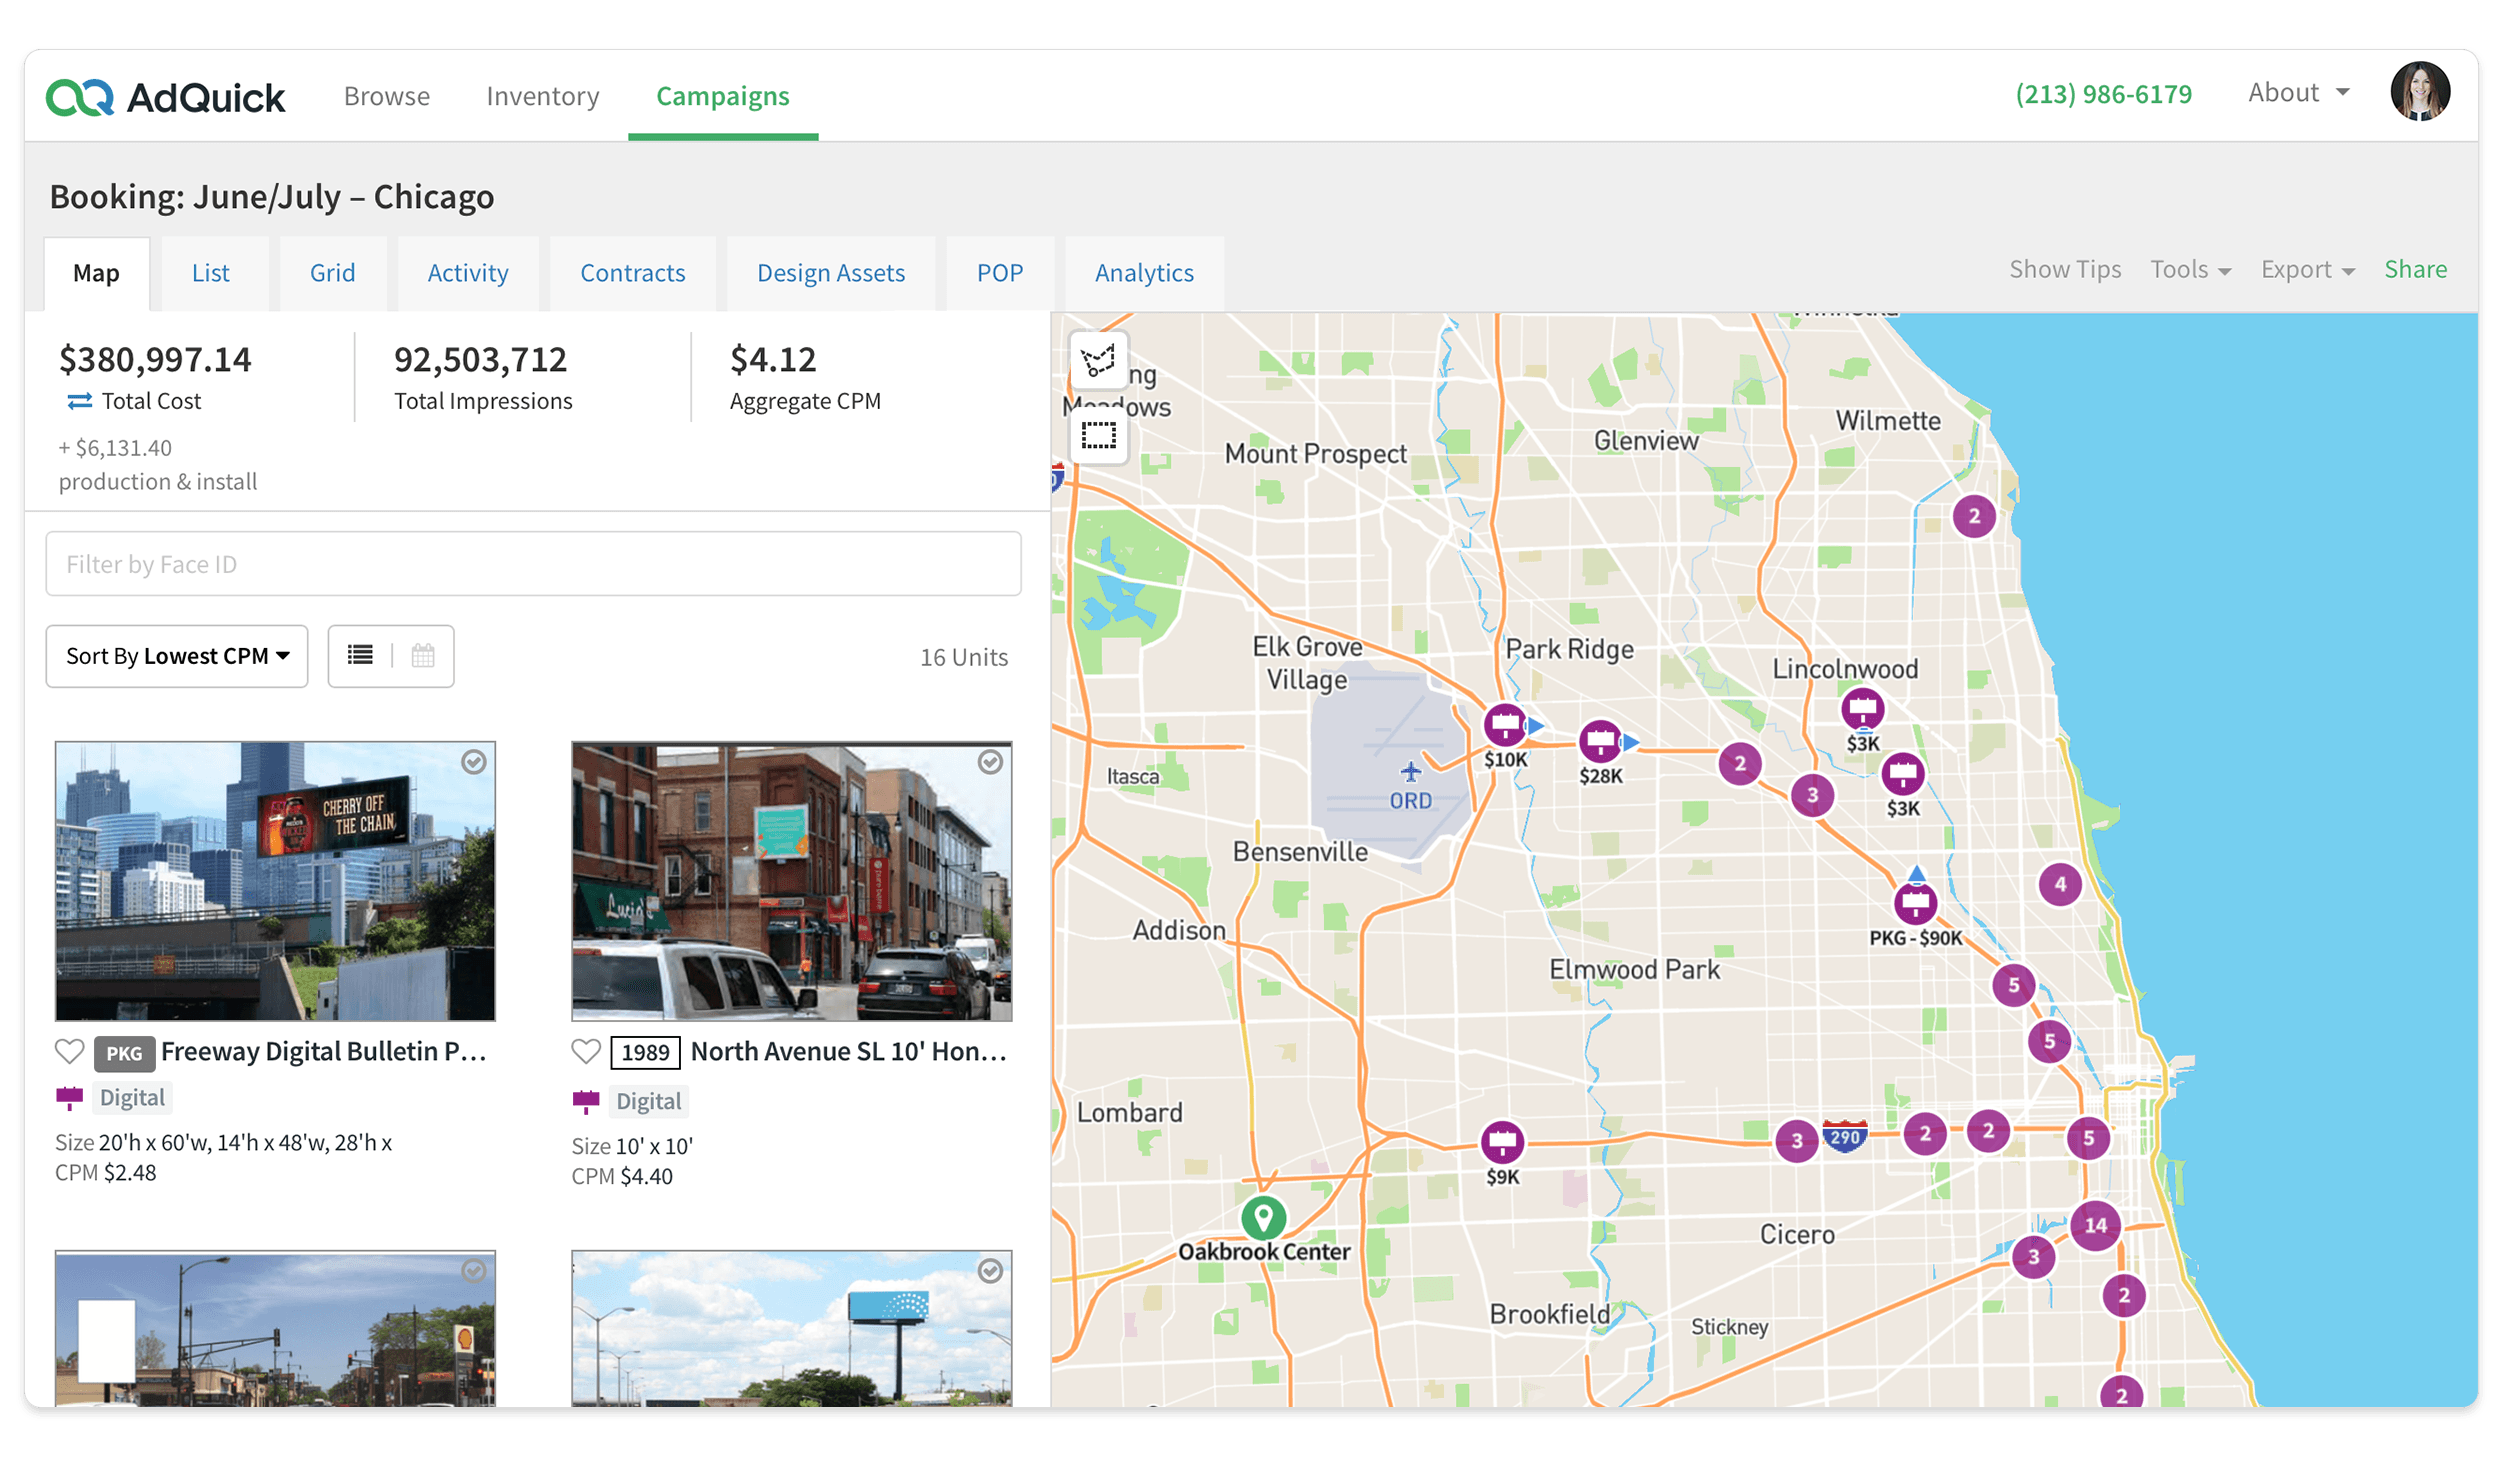 AdQuick
Browse
Inventory
Campaigns
(213) 986-6179
About
Booking: June/July – Chicago
Map
List
Grid
Activity
Contracts
Design Assets
POP
Analytics
Show Tips
Tools
Export
Share
$380,997.14
Total Cost
+ $6,131.40
production & install
92,503,712
Total Impressions
$4.12
Aggregate CPM
Filter by Face ID
Sort By Lowest CPM
16 Units
CHERRY OFF
THE CHAIN
PKG Freeway Digital Bulletin P…
Digital
Size 20'h x 60'w, 14'h x 48'w, 28'h x
CPM $2.48
1989 North Avenue SL 10' Hon…
Digital
Size 10' x 10'
CPM $4.40
Meadows
Mount Prospect
Glenview
Wilmette
2
Elk Grove
Village
Park Ridge
Lincolnwood
$3K
$10K
$28K
2
3
$3K
Itasca
ORD
Bensenville
4
Addison
PKG - $90K
Elmwood Park
5
5
Lombard
$9K
3
290
2
2
5
Oakbrook Center
Cicero
14
3
2
Brookfield
Stickney
2